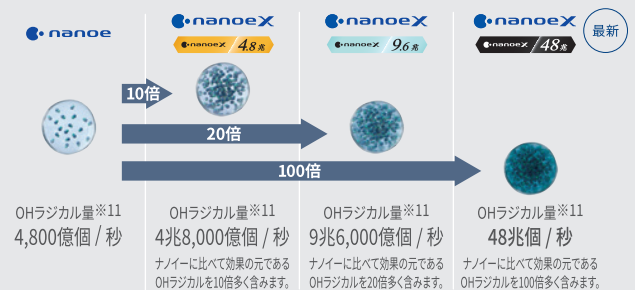 nanoe
nanoeX
nanoeX 4.8兆
nanoeX
nanoeX 9.6兆
nanoeX
nanoeX 48兆
最新
10倍
20倍
100倍
OHラジカル量※11
4,800億個 / 秒
OHラジカル量※11
4兆8,000億個 / 秒
ナノイーに比べて効果の元である
OHラジカルを10倍多く含みます。
OHラジカル量※11
9兆6,000億個 / 秒
ナノイーに比べて効果の元である
OHラジカルを20倍多く含みます。
OHラジカル量※11
48兆個 / 秒
ナノイーに比べて効果の元である
OHラジカルを100倍多く含みます。